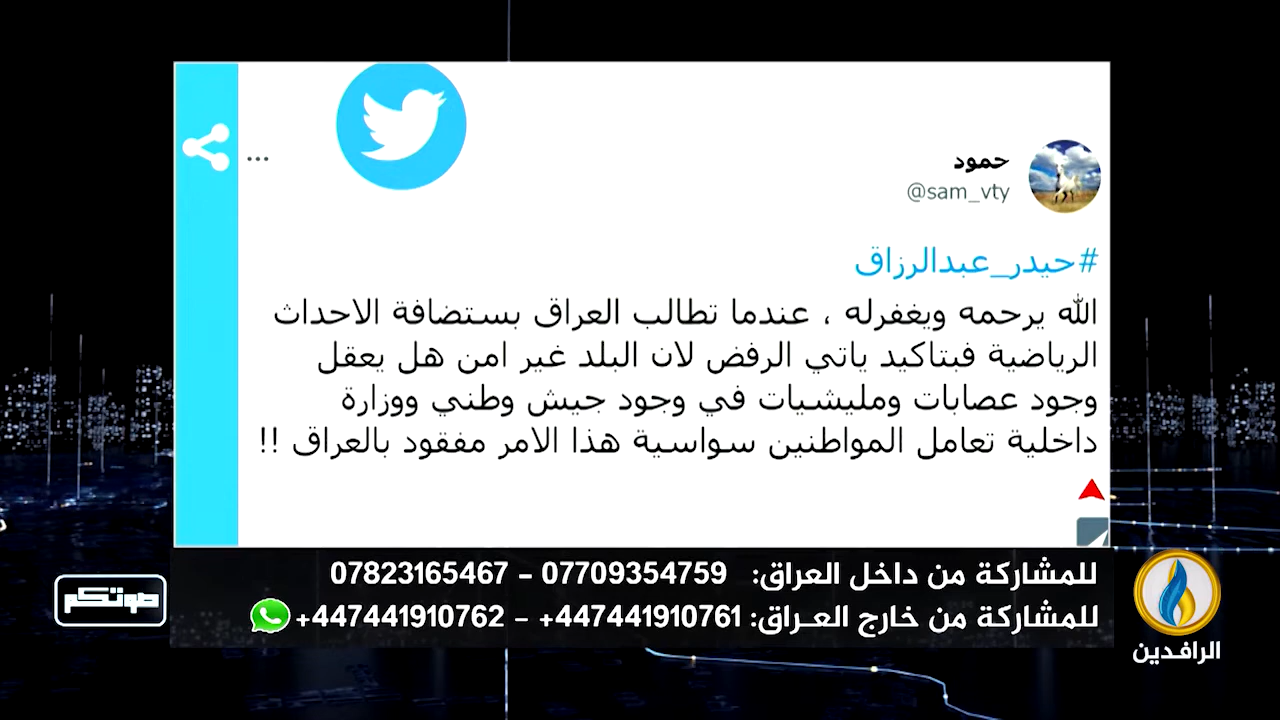 ...
حمود
@sam_vty
#حيدر_عبدالرزاق
الله يرحمه ويغفرله ، عندما تطالب العراق بستضافة الاحداث
الرياضية فبتاكيد ياتي الرفض لان البلد غير امن هل يعقل
وجود عصابات ومليشيات في وجود جيش وطني ووزارة
داخلية تعامل المواطنين سواسية هذا الامر مفقود بالعراق !!
للمشاركة من داخل العراق: 07709354759 - 07823165467
للمشاركة من خارج العـراق: 447441910761+ - 447441910762+
صوتكم
الرافـدين